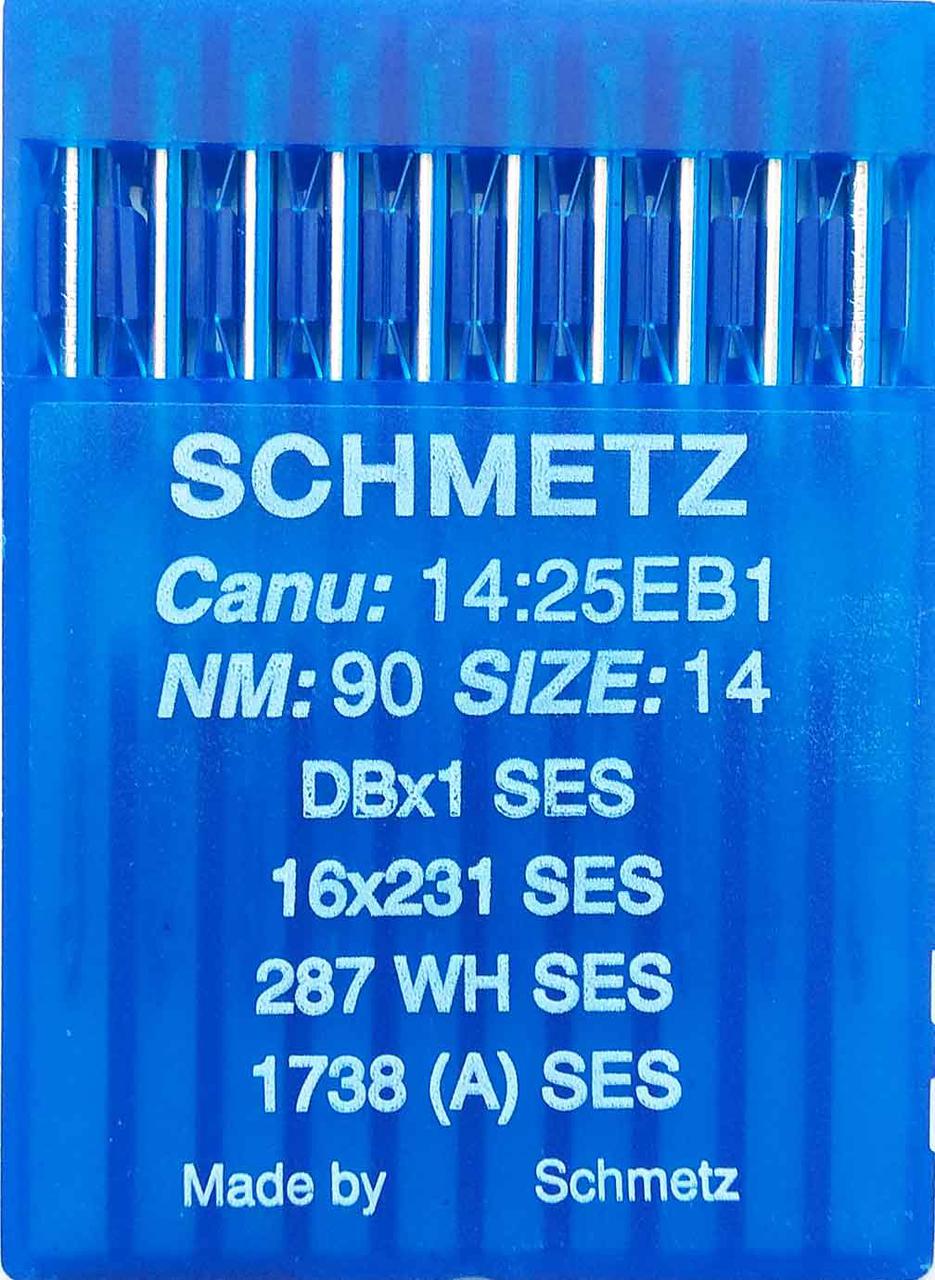 SCHMETZ
Canu: 14:25EB1
NM: 90 SIZE: 14
DBx1 SES
16x231 SES
287 WH SES
1738 (A) SES
Made by Schmetz